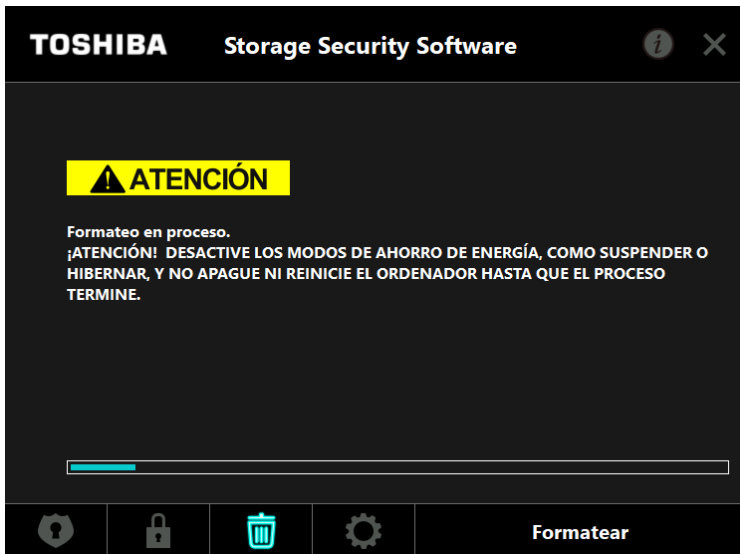 TOSHIBA Storage Security Software
ATENCIÓN
Formateo en proceso.
¡ATENCIÓN! DESACTIVE LOS MODOS DE AHORRO DE ENERGÍA, COMO SUSPENDER O
HIBERNAR, Y NO APAGUE NI REINICIE EL ORDENADOR HASTA QUE EL PROCESO
TERMINE.
Formatear